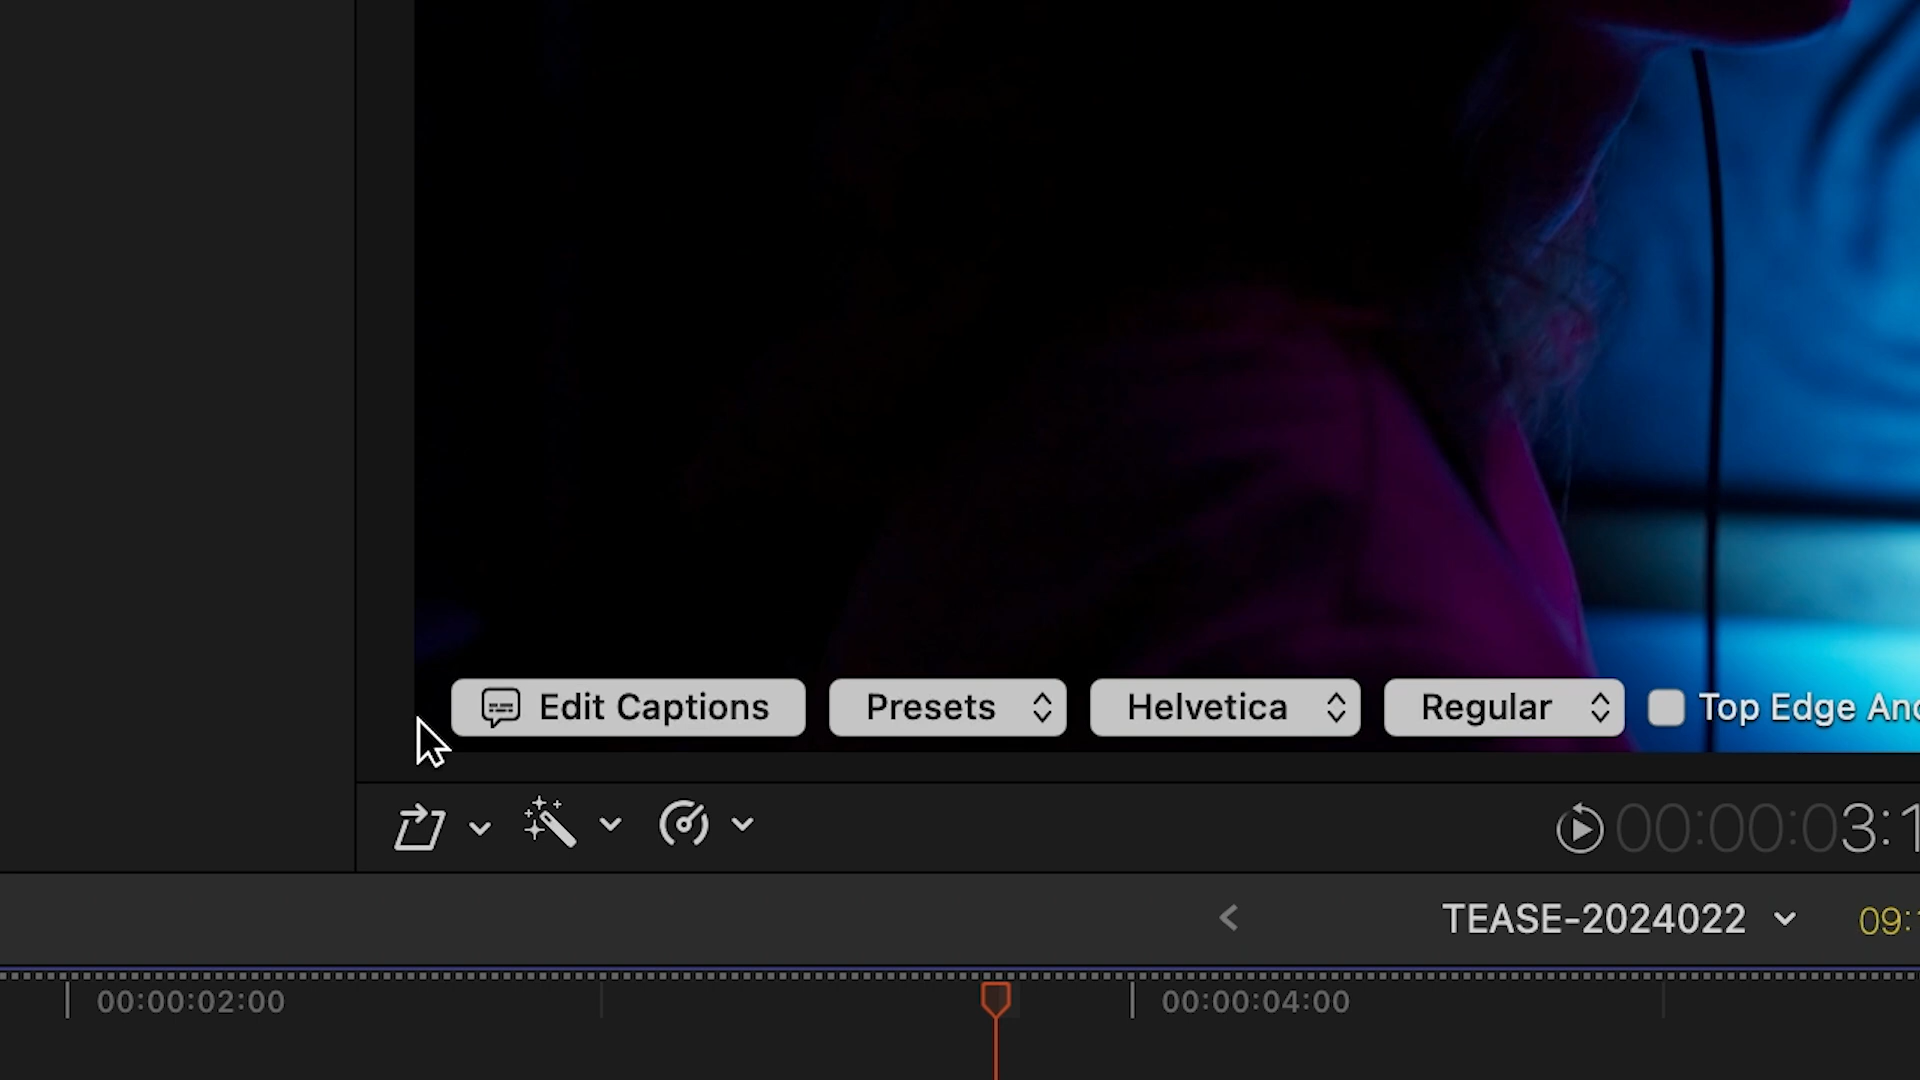 Edit Captions Presets Helvetica Regular Top Edge
00:00:03:1
TEASE-2024022 09:
00:00:02:00 00:00:04:00